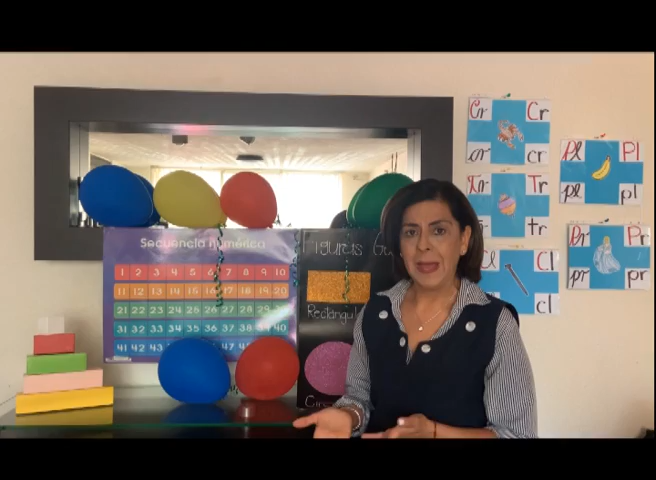 Secuencia numérica
1 2 3 4 5 6 7 8 9 10
11 12 13 14 15 16 17 18 19 20
21 22 23 24 25 26 27 28 29
31 32 33 34 35 36 37 38 39 40
41 42 43
Figuras
Rectángul
Cr Cr
cr cr
Tr Tr
tr tr
Cl
cl
Pl Pl
pl pl
Pr Pr
pr pr